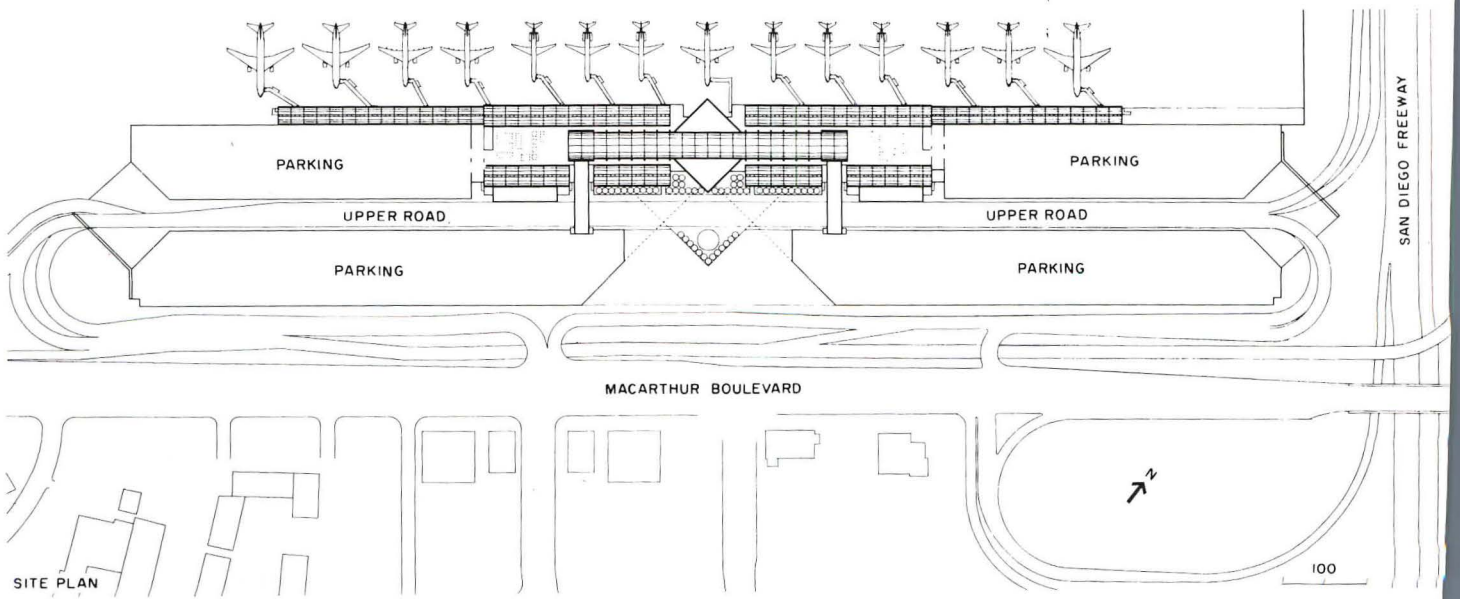 PARKING
PARKING
UPPER ROAD
UPPER ROAD
PARKING
PARKING
SAN DIEGO FREEWAY
MACARTHUR BOULEVARD
N
SITE PLAN
100